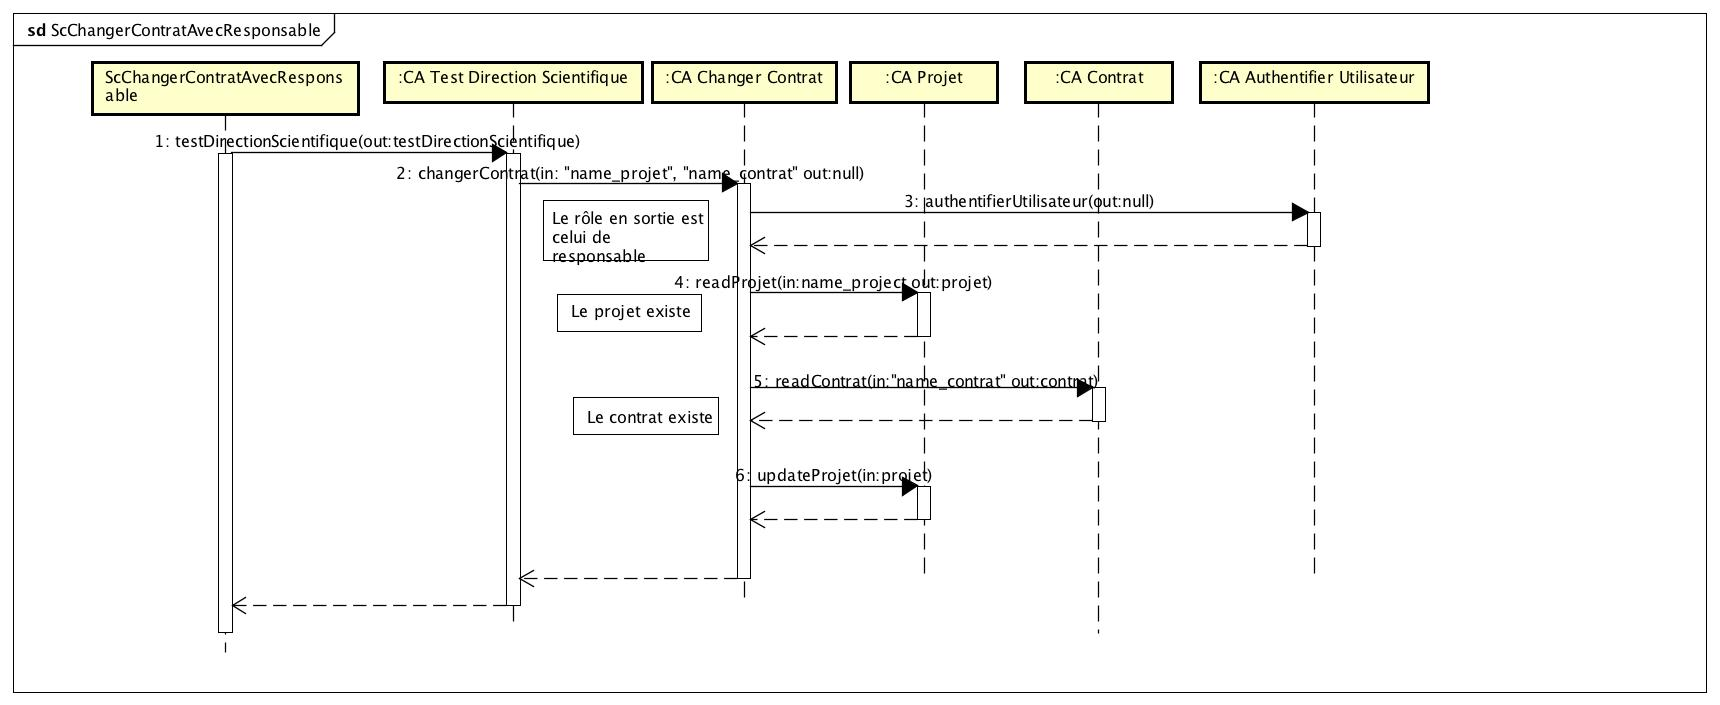 sd ScChangerContratAvecResponsable
ScChangerContratAvecRespons
able
:CA Test Direction Scientifique
:CA Changer Contrat
:CA Projet
:CA Contrat
:CA Authentifier Utilisateur
1: testDirectionScientifique(out:testDirectionScientifique)
2: changerContrat(in: "name_projet", "name_contrat" out:null)
3: authentifierUtilisateur(out:null)
Le rôle en sortie est
celui de
responsable
4: readProjet(in:name_project out:projet)
Le projet existe
5: readContrat(in:"name_contrat" out:contrat)
Le contrat existe
6: updateProjet(in:projet)